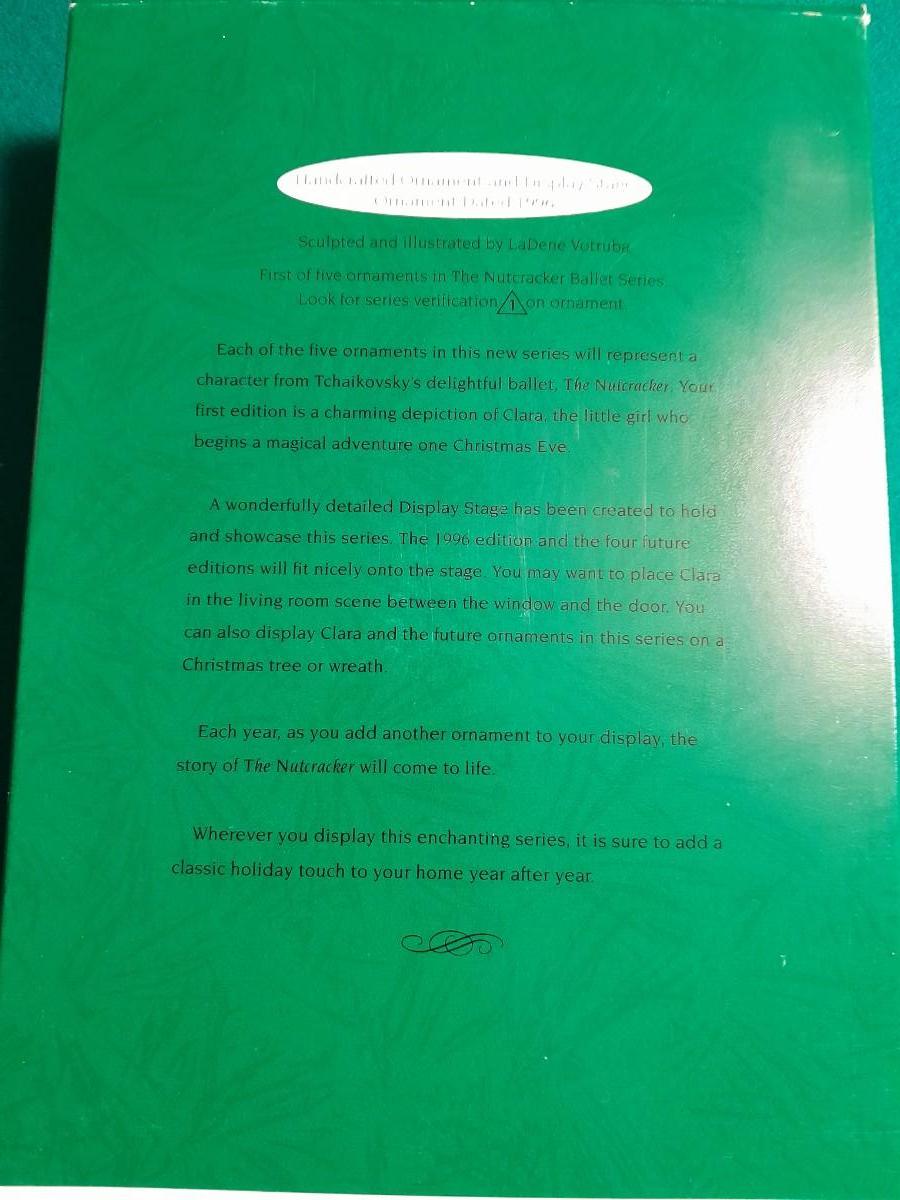 Handcrafted Ornament and Display Stage
Ornament Dated 1996
Sculpted and illustrated by LaDene Votruba
First of five ornaments in The Nutcracker Ballet Series.
Look for series verification 1 on ornament.
Each of the five ornaments in this new series will represent a
character from Tchaikovsky's delightful ballet, The Nutcracker. Your
first edition is a charming depiction of Clara, the little girl who
begins a magical adventure one Christmas Eve.
A wonderfully detailed Display Stage has been created to hold
and showcase this series. The 1996 edition and the four future
editions will fit nicely onto the stage. You may want to place Clara
in the living room scene between the window and the door. You
can also display Clara and the future ornaments in this series on a
Christmas tree or wreath.
Each year, as you add another ornament to your display, the
story of The Nutcracker will come to life.
Wherever you display this enchanting series, it is sure to add a
classic holiday touch to your home year after year.